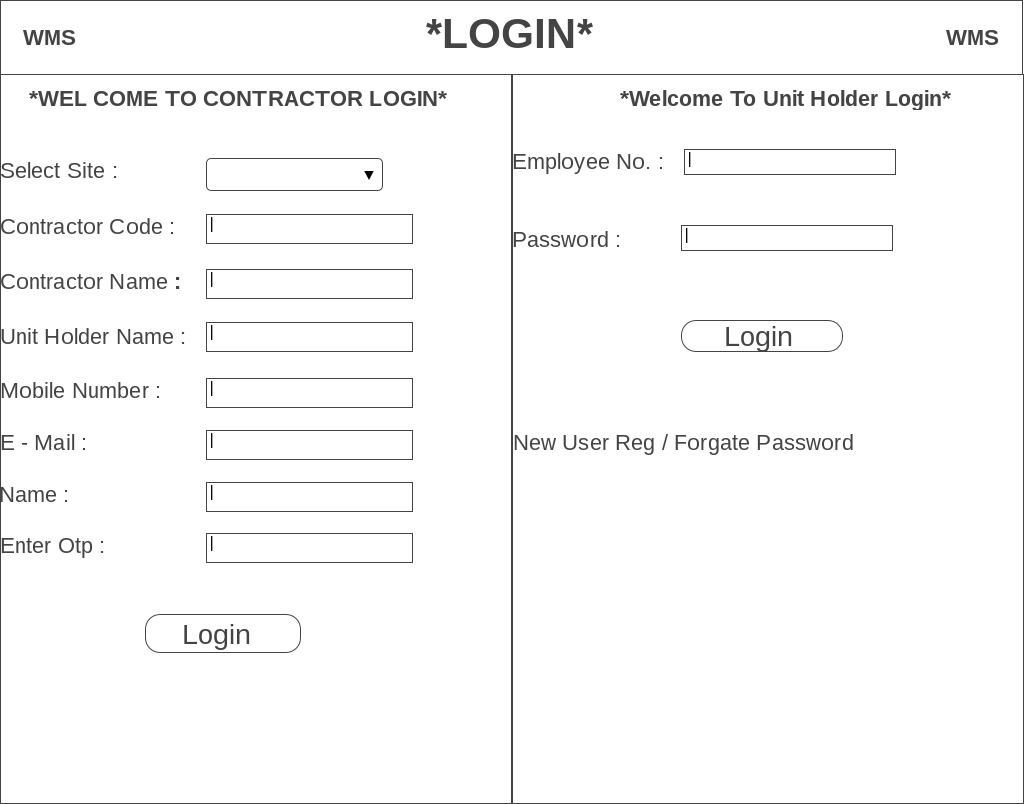 WMS
*LOGIN*
WMS
*WEL COME TO CONTRACTOR LOGIN*
Select Site :
Contractor Code :
Contractor Name :
Unit Holder Name :
Mobile Number :
E - Mail :
Name :
Enter Otp :
Login
*Welcome To Unit Holder Login*
Employee No. :
Password :
Login
New User Reg / Forgate Password